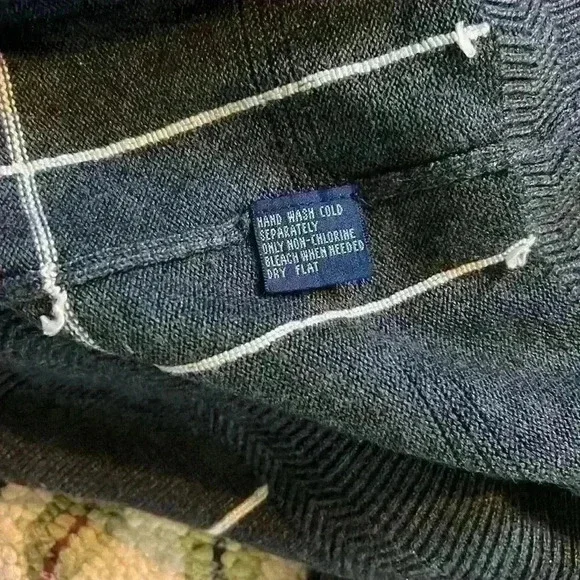 HAND WASH COLD
SEPARATELY
ONLY NON-CHLORINE
BLEACH WHEN NEEDED
DRY FLAT